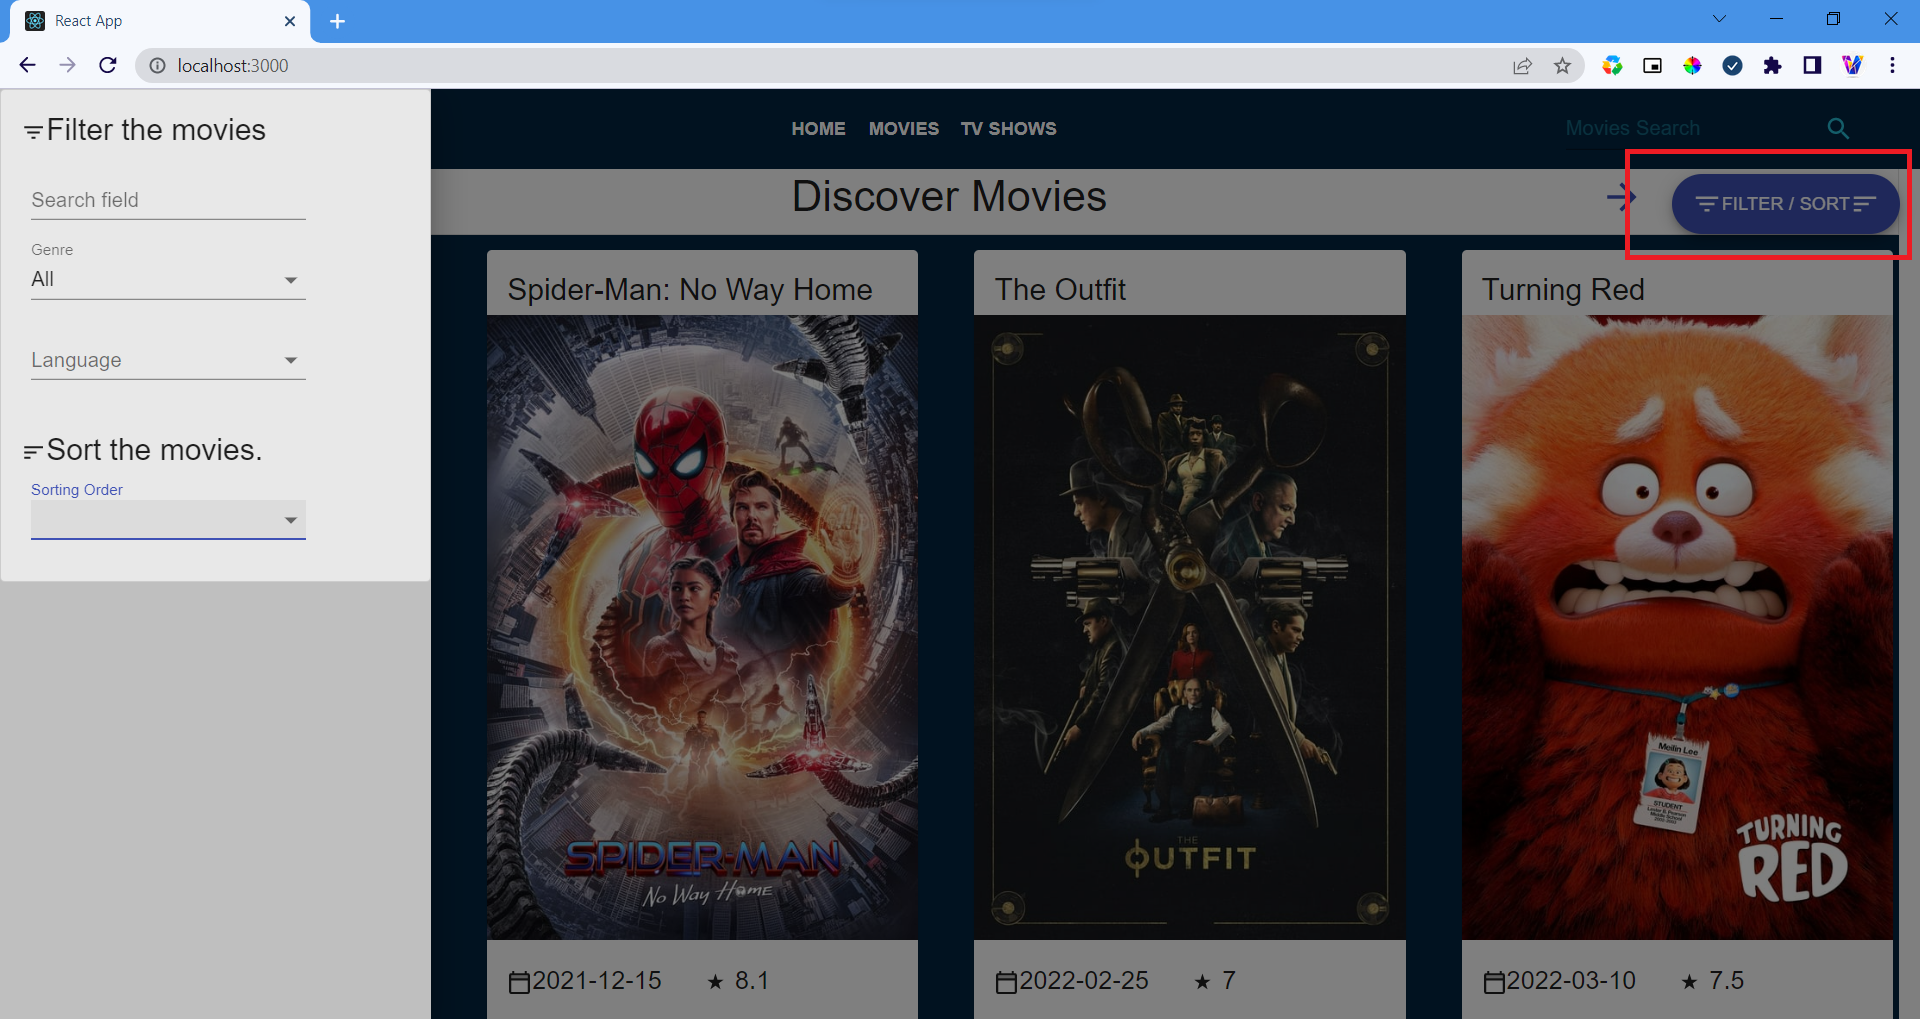 React App
localhost:3000
Filter the movies
Search field
Genre
All
Language
Sort the movies.
Sorting Order
HOME MOVIES TV SHOWS
Movies Search
Discover Movies
FILTER / SORT
Spider-Man: No Way Home
SPIDER-MAN
No Way Home
2021-12-15 ★ 8.1
The Outfit
THE
OUTFIT
2022-02-25 ★ 7
Turning Red
Meilin Lee
STUDENT
TURNING
RED
2022-03-10 ★ 7.5